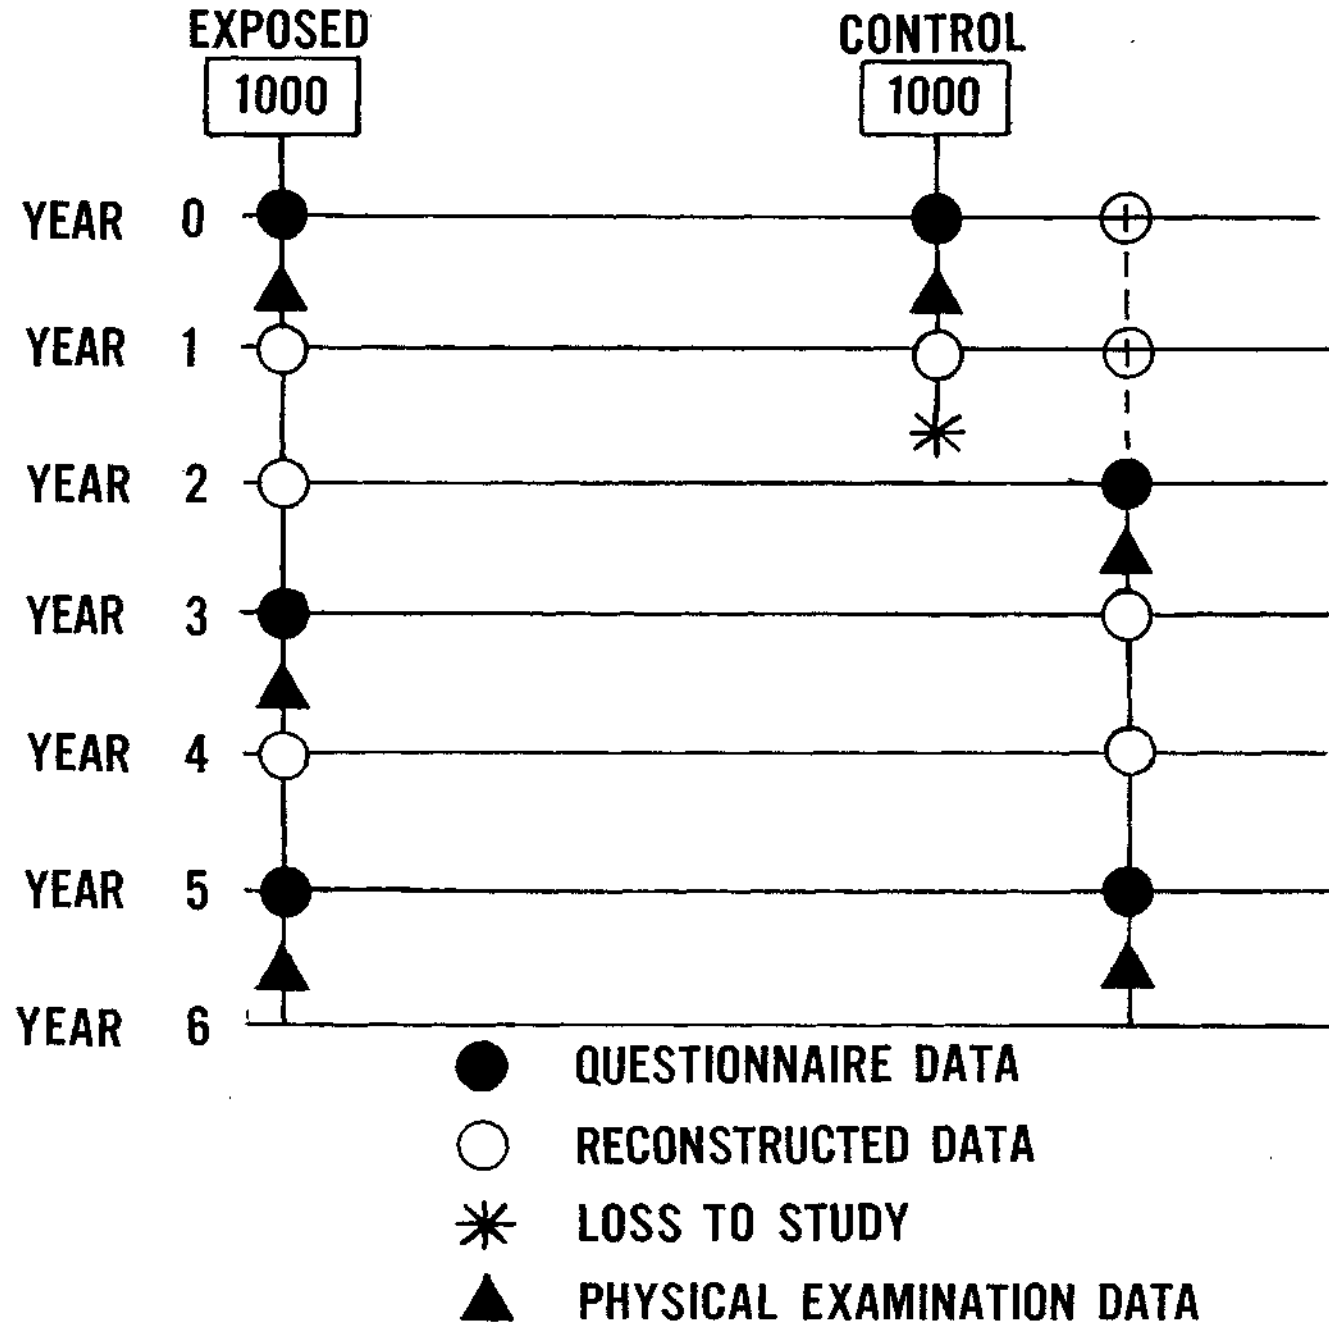 EXPOSED CONTROL
1000 1000
YEAR 0
YEAR 1
YEAR 2
YEAR 3
YEAR 4
YEAR 5
YEAR 6
QUESTIONNAIRE DATA
RECONSTRUCTED DATA
LOSS TO STUDY
PHYSICAL EXAMINATION DATA